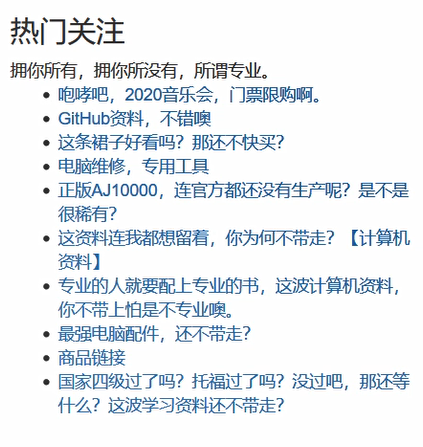 热门关注
拥你所有，拥你所没有，所谓专业。
咆哮吧，2020音乐会，门票限购啊。
GitHub资料，不错噢
这条裙子好看吗？那还不快买？
电脑维修，专用工具
正版AJ10000，连官方都还没有生产呢？是不是
很稀有？
这资料连我都想留着，你为何不带走？【计算机
资料】
专业的人就要配上专业的书，这波计算机资料，
你不带上怕是不专业噢。
最强电脑配件，还不带走？
商品链接
国家四级过了吗？托福过了吗？没过吧，那还等
什么？这波学习资料还不带走？